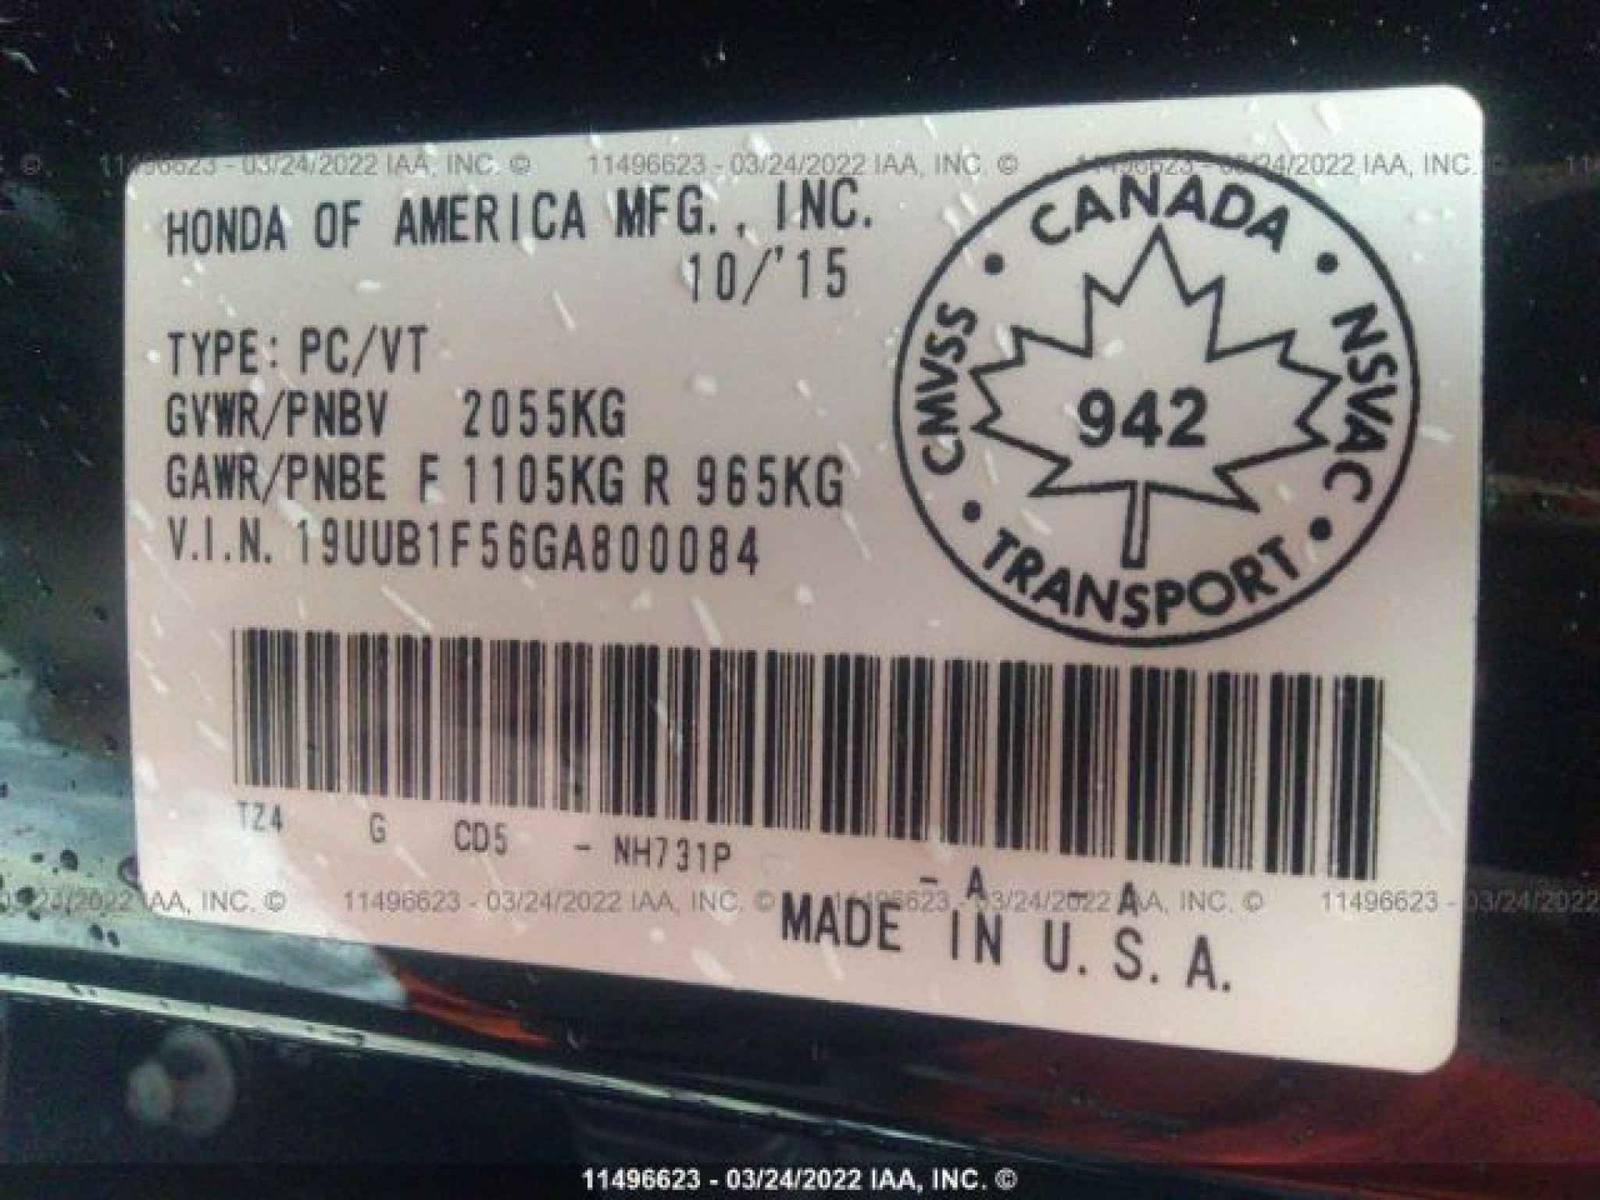 11496623 - 03/24/2022 IAA, INC. © 11496623 - 03/24/2022 IAA, INC. © 11496623 - 03/24/2022 IAA, INC. ©
HONDA OF AMERICA MFG., INC.
10/'15
TYPE: PC/VT
GVWR/PNBV 2055KG
GAWR/PNBE F 1105KG R 965KG
V.I.N. 19UUB1F56GA800084
CANADA
CMVSS
NSVAC
942
TRANSPORT
TZ4 G CD5 - NH731P - A - A
03/24/2022 IAA, INC. © 11496623 - 03/24/2022 IAA, INC. © 11496623 - 03/24/2022 IAA, INC. © 11496623 - 03/24/2022
MADE IN U.S.A.
11496623 - 03/24/2022 IAA, INC. ©